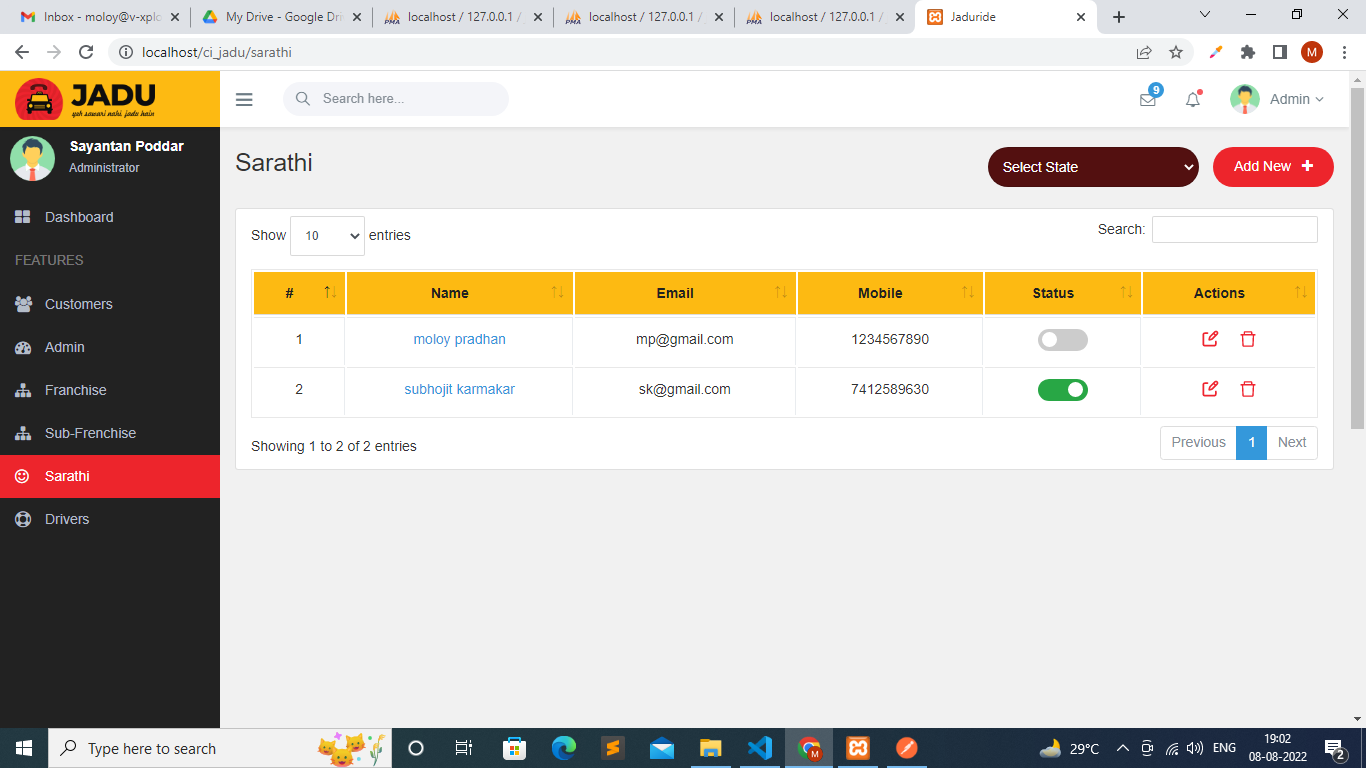 Inbox - moloy@v-xplo
My Drive - Google Dri
localhost / 127.0.0.1 /
localhost / 127.0.0.1 /
localhost / 127.0.0.1 /
Jaduride
localhost/ci_jadu/sarathi
M
JADU
yeh sawari nahi jadu hain
Search here...
9
Admin
Sayantan Poddar
Administrator
Dashboard
FEATURES
Customers
Admin
Franchise
Sub-Frenchise
Sarathi
Drivers
Sarathi
Select State
Add New +
Show 10 entries
Search:
# Name Email Mobile Status Actions
1 moloy pradhan mp@gmail.com 1234567890
2 subhojit karmakar sk@gmail.com 7412589630
Showing 1 to 2 of 2 entries
Previous 1 Next
Type here to search
M
29°C
ENG
19:02
08-08-2022
2